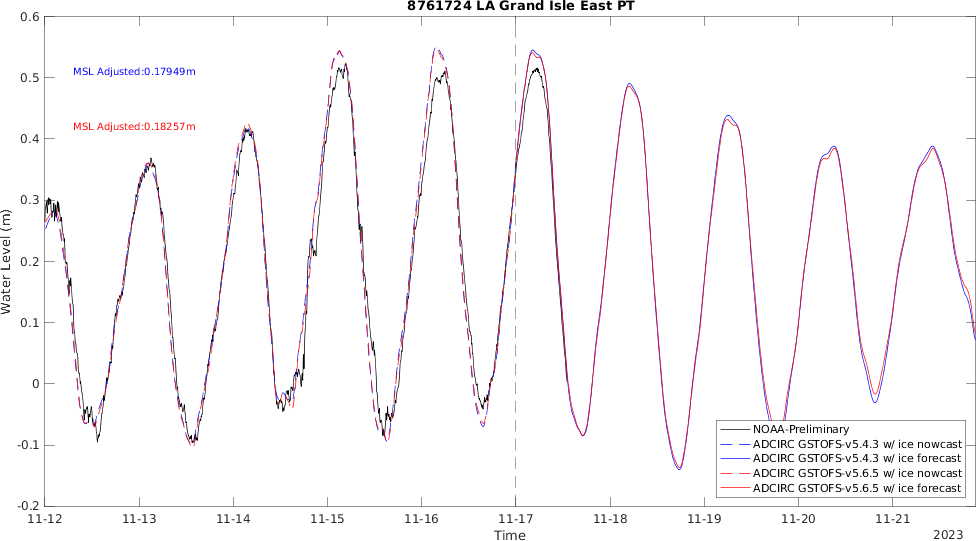 8761724 LA Grand Isle East PT
0.6
0.5
0.4
0.3
0.2
0.1
0
-0.1
-0.2
Water Level (m)
MSL Adjusted:0.17949m
MSL Adjusted:0.18257m
NOAA-Preliminary
ADCIRC GSTOFS-v5.4.3 w/ ice nowcast
ADCIRC GSTOFS-v5.4.3 w/ ice forecast
ADCIRC GSTOFS-v5.6.5 w/ ice nowcast
ADCIRC GSTOFS-v5.6.5 w/ ice forecast
11-12 11-13 11-14 11-15 11-16 11-17 11-18 11-19 11-20 11-21
Time
2023